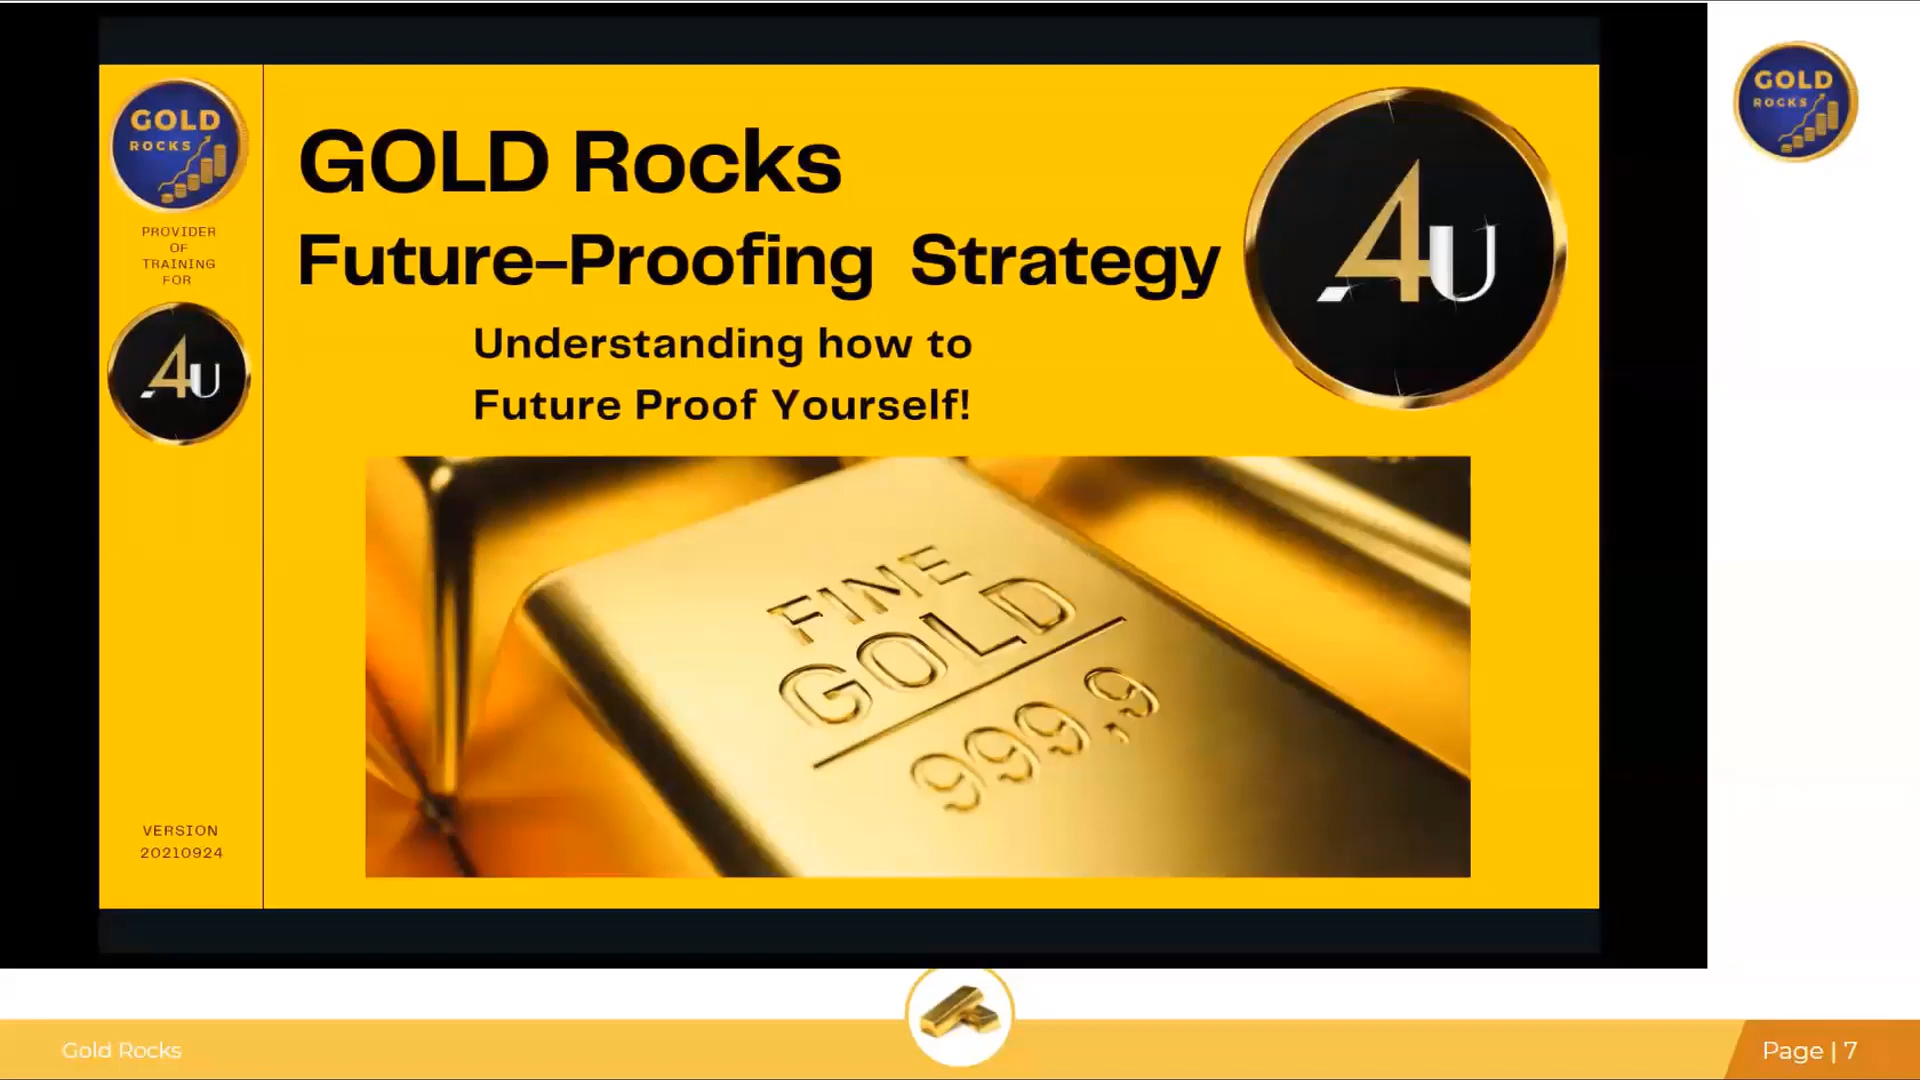 GOLD
ROCKS
PROVIDER
OF
TRAINING
FOR
4U
VERSION
20210924
GOLD Rocks
Future-Proofing Strategy
Understanding how to
Future Proof Yourself!
4U
FINE
GOLD
999,9
GOLD
ROCKS
Gold Rocks
Page | 7